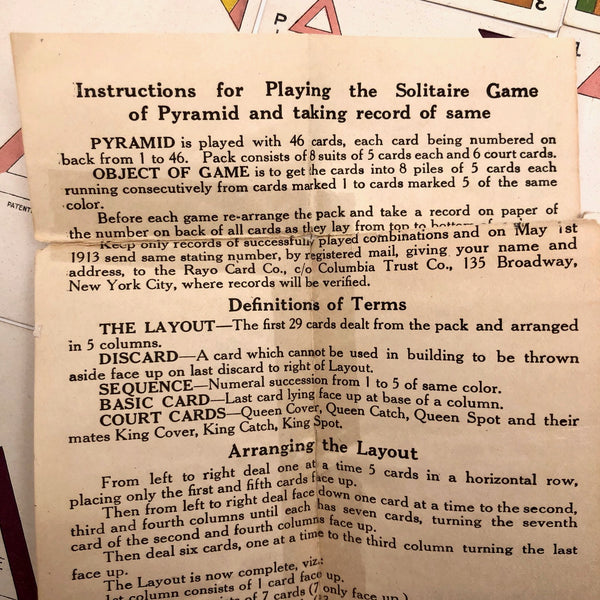 Instructions for Playing the Solitaire Game
of Pyramid and taking record of same
PYRAMID is played with 46 cards, each card being numbered on
back from 1 to 46. Pack consists of 8 suits of 5 cards each and 6 court cards.
OBJECT OF GAME is to get the cards into 8 piles of 5 cards each
running consecutively from cards marked 1 to cards marked 5 of the same
color.
Before each game re-arrange the pack and take a record on paper of
the number on back of all cards as they lay from top to bottom of
Keep only records of successfully played combinations and on May 1st
1913 send same stating number, by registered mail, giving your name and
address, to the Rayo Card Co., c/o Columbia Trust Co., 135 Broadway,
New York City, where records will be verified.
Definitions of Terms
THE LAYOUT—The first 29 cards dealt from the pack and arranged
in 5 columns.
DISCARD—A card which cannot be used in building to be thrown
aside face up on last discard to right of Layout.
SEQUENCE—Numeral succession from 1 to 5 of same color.
BASIC CARD—Last card lying face up at base of a column.
COURT CARDS—Queen Cover, Queen Catch, Queen Spot and their
mates King Cover, King Catch, King Spot.
Arranging the Layout
From left to right deal one at a time 5 cards in a horizontal row,
placing only the first and fifth cards face up.
Then from left to right deal face down one card at a time to the second,
third and fourth columns until each has seven cards, turning the seventh
card of the second and fourth columns face up.
Then deal six cards, one at a time to the third column turning the last
face up.
The Layout is now complete, viz.:
1st column consists of 1 card face up.
consists of 7 cards (7 only face up.)
PATENT